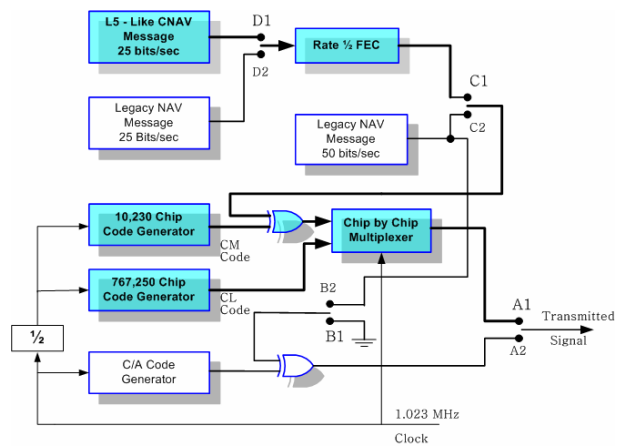 L5 - Like CNAV
Message
25 bits/sec
D1
D2
Rate ½ FEC
C1
C2
Legacy NAV
Message
25 Bits/sec
Legacy NAV
Message
50 bits/sec
10,230 Chip
Code Generator
CM
Code
Chip by Chip
Multiplexer
767,250 Chip
Code Generator
CL
Code
B2
B1
A1
A2
Transmitted
Signal
½
C/A Code
Generator
1.023 MHz
Clock